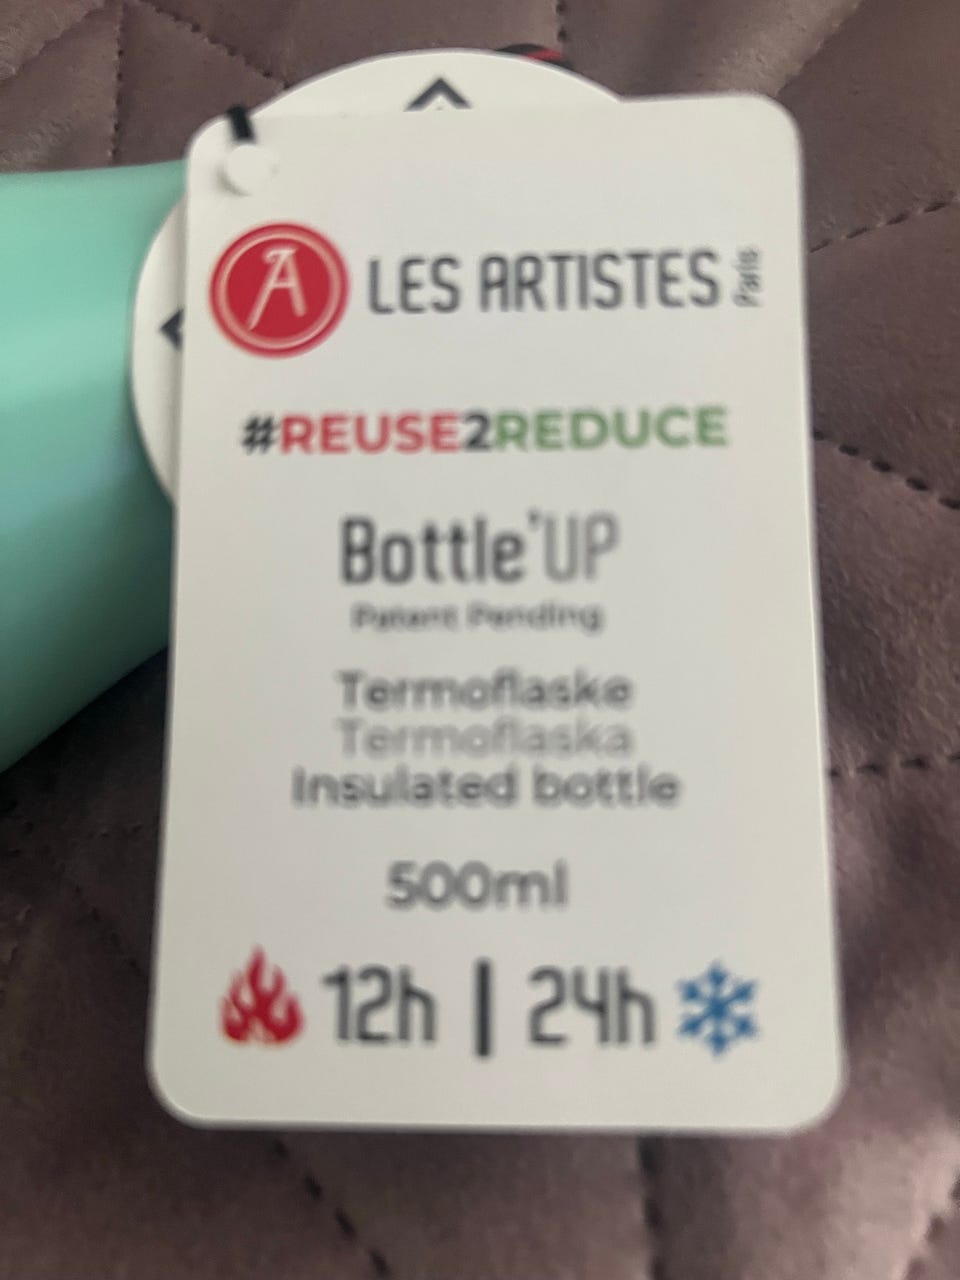 A LES ARTISTES Paris
#REUSE2REDUCE
Bottle'UP
Patent Pending
Termoflaske
Termoflaska
Insulated bottle
500ml
12h | 24h